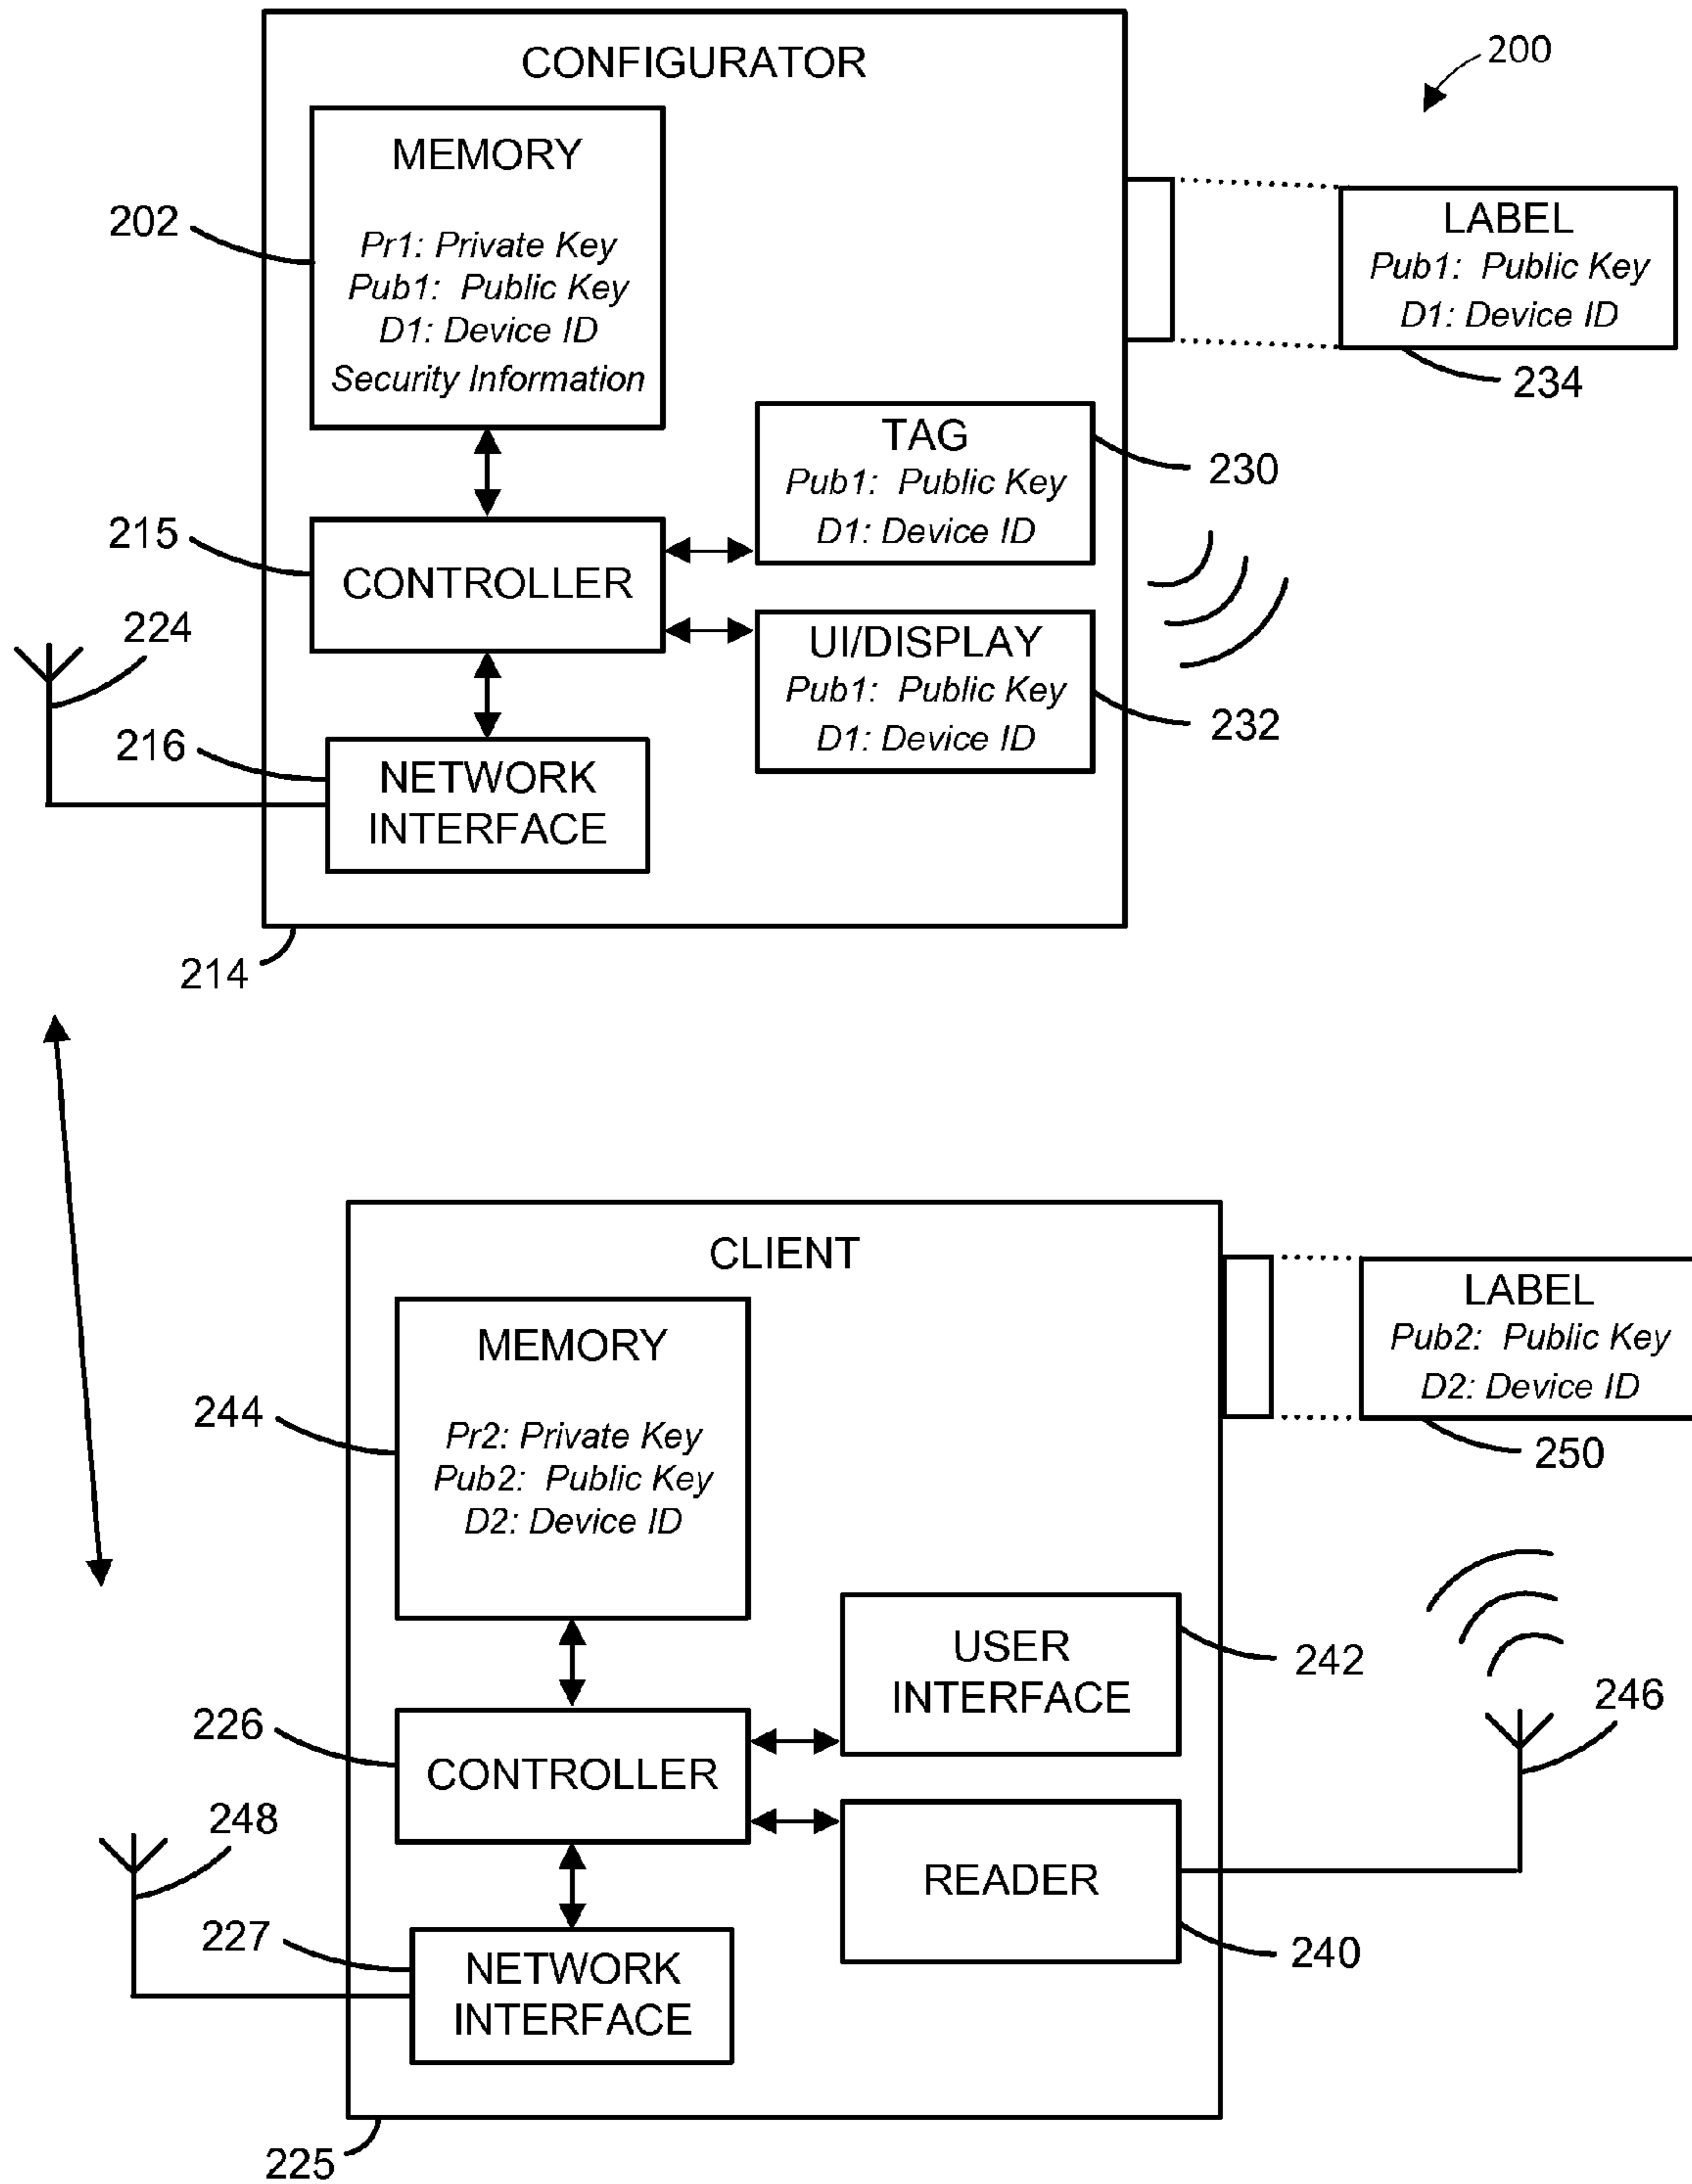 CONFIGURATOR
200
MEMORY
202
Pr1: Private Key
Pub1: Public Key
D1: Device ID
Security Information
LABEL
Pub1: Public Key
D1: Device ID
234
TAG
Pub1: Public Key
D1: Device ID
230
215
CONTROLLER
UI/DISPLAY
Pub1: Public Key
D1: Device ID
232
224
216
NETWORK
INTERFACE
214
CLIENT
MEMORY
244
Pr2: Private Key
Pub2: Public Key
D2: Device ID
LABEL
Pub2: Public Key
D2: Device ID
250
USER
INTERFACE
242
246
226
CONTROLLER
248
READER
240
227
NETWORK
INTERFACE
225